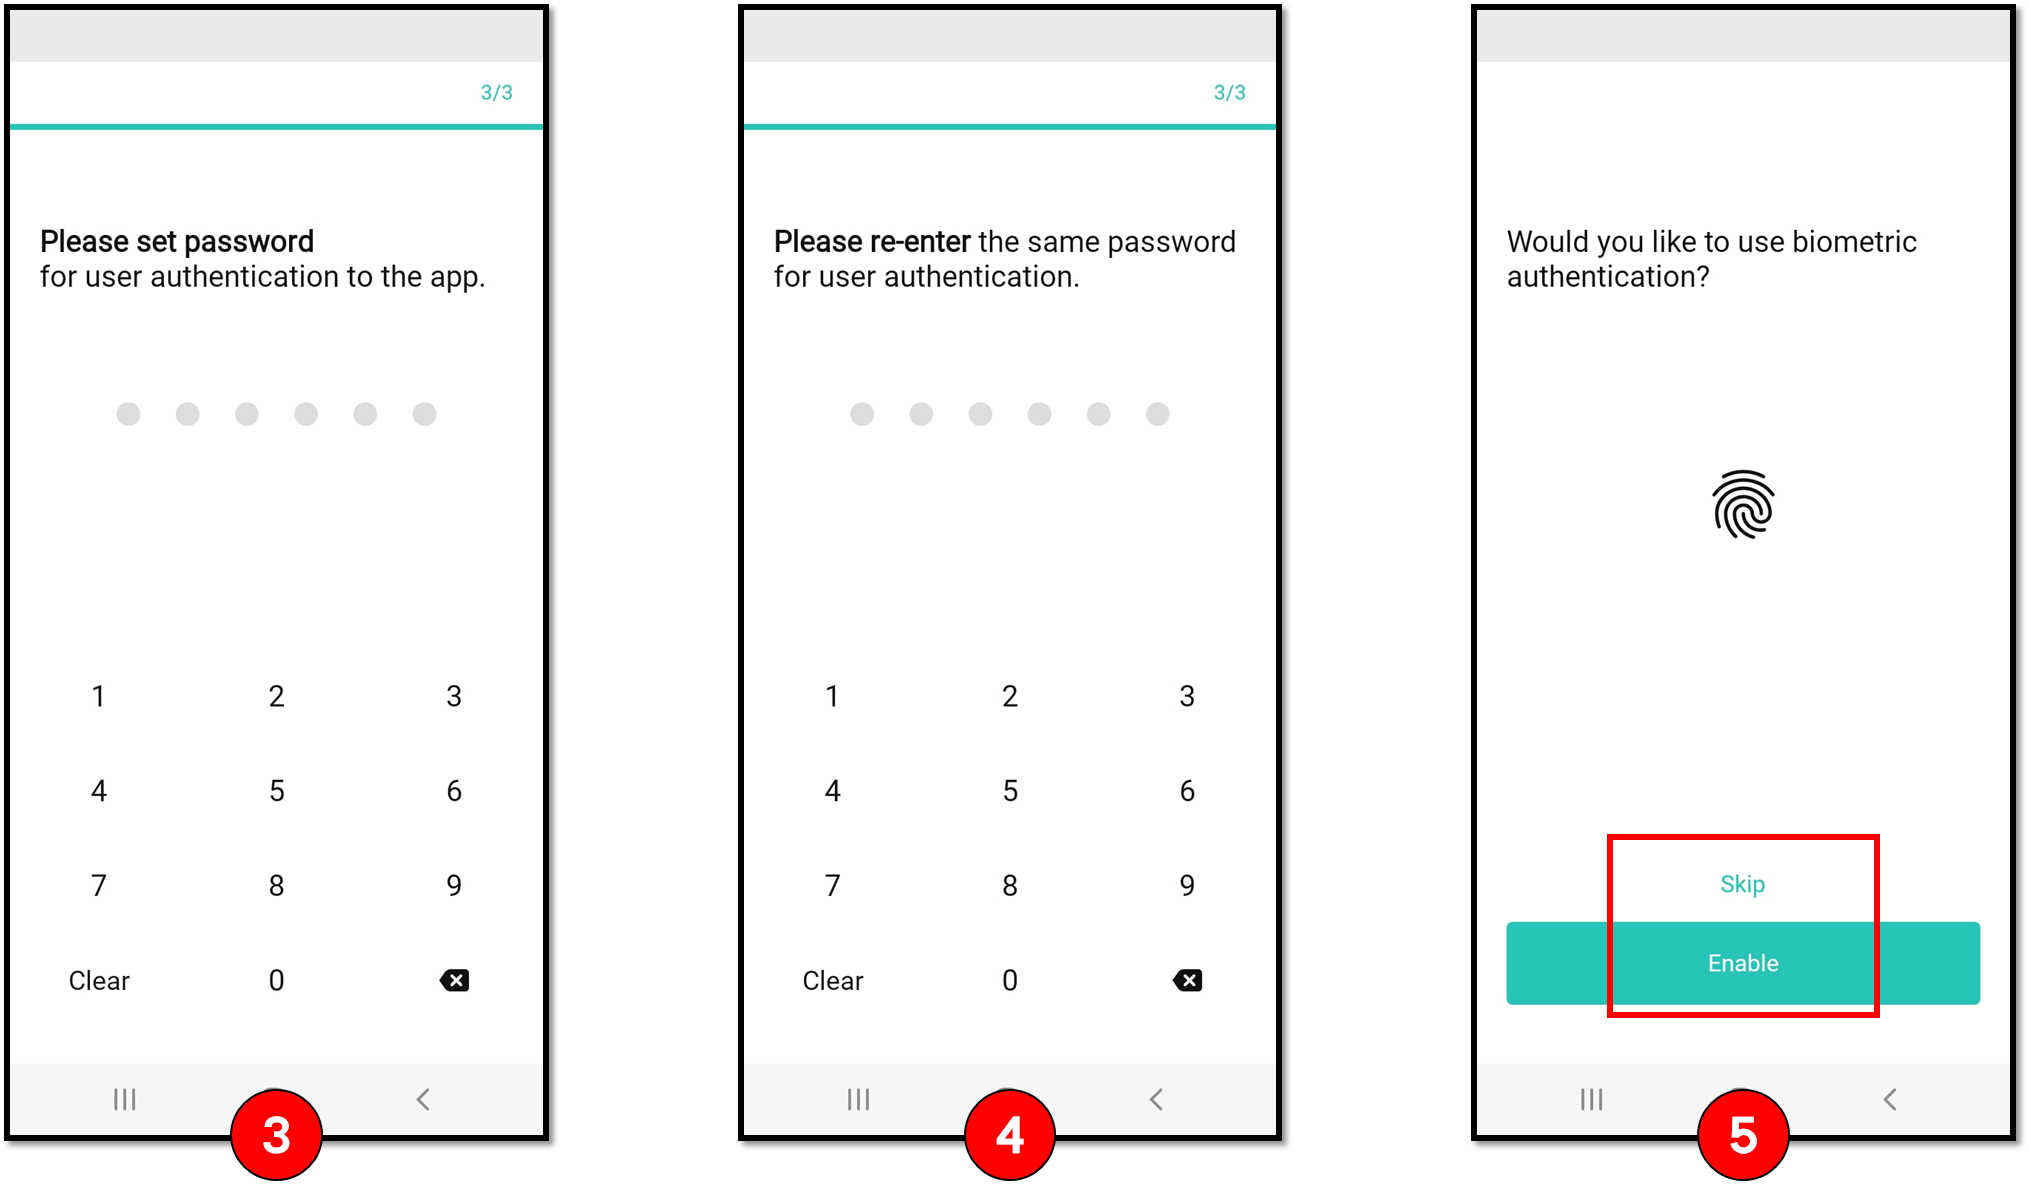 3/3
Please set password
for user authentication to the app.
1 2 3
4 5 6
7 8 9
Clear 0
3
3/3
Please re-enter the same password
for user authentication.
1 2 3
4 5 6
7 8 9
Clear 0
4
Would you like to use biometric
authentication?
Skip
Enable
5